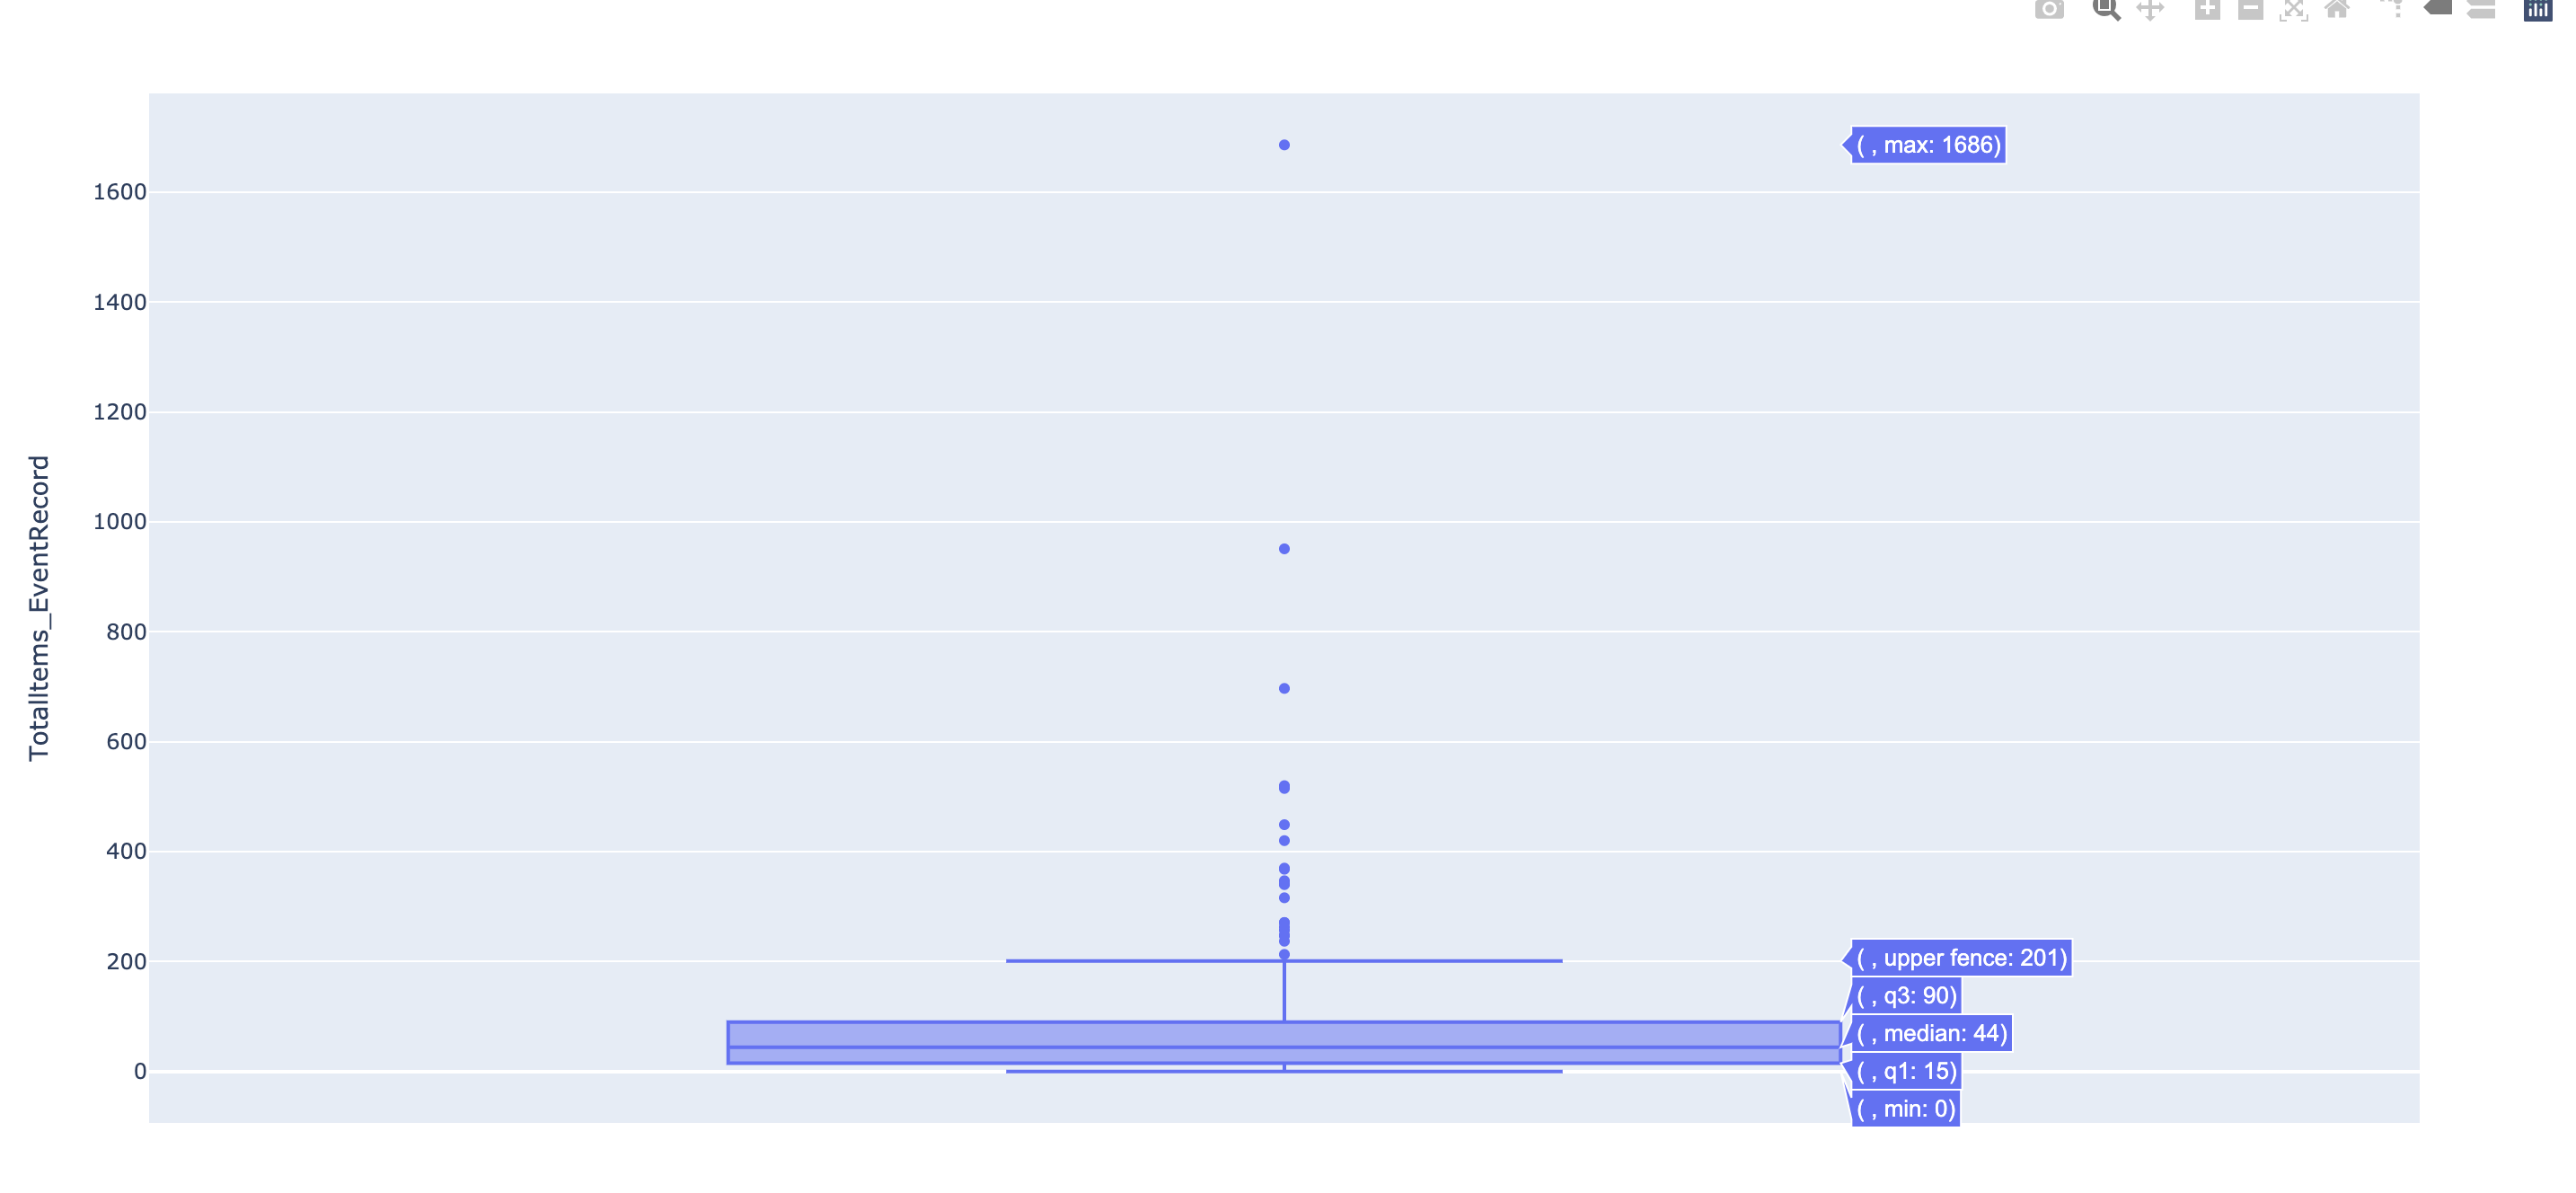 ( , max: 1686)
1600
1400
1200
1000
800
600
400
200
0
TotalItems_EventRecord
( , upper fence: 201)
( , q3: 90)
( , median: 44)
( , q1: 15)
( , min: 0)